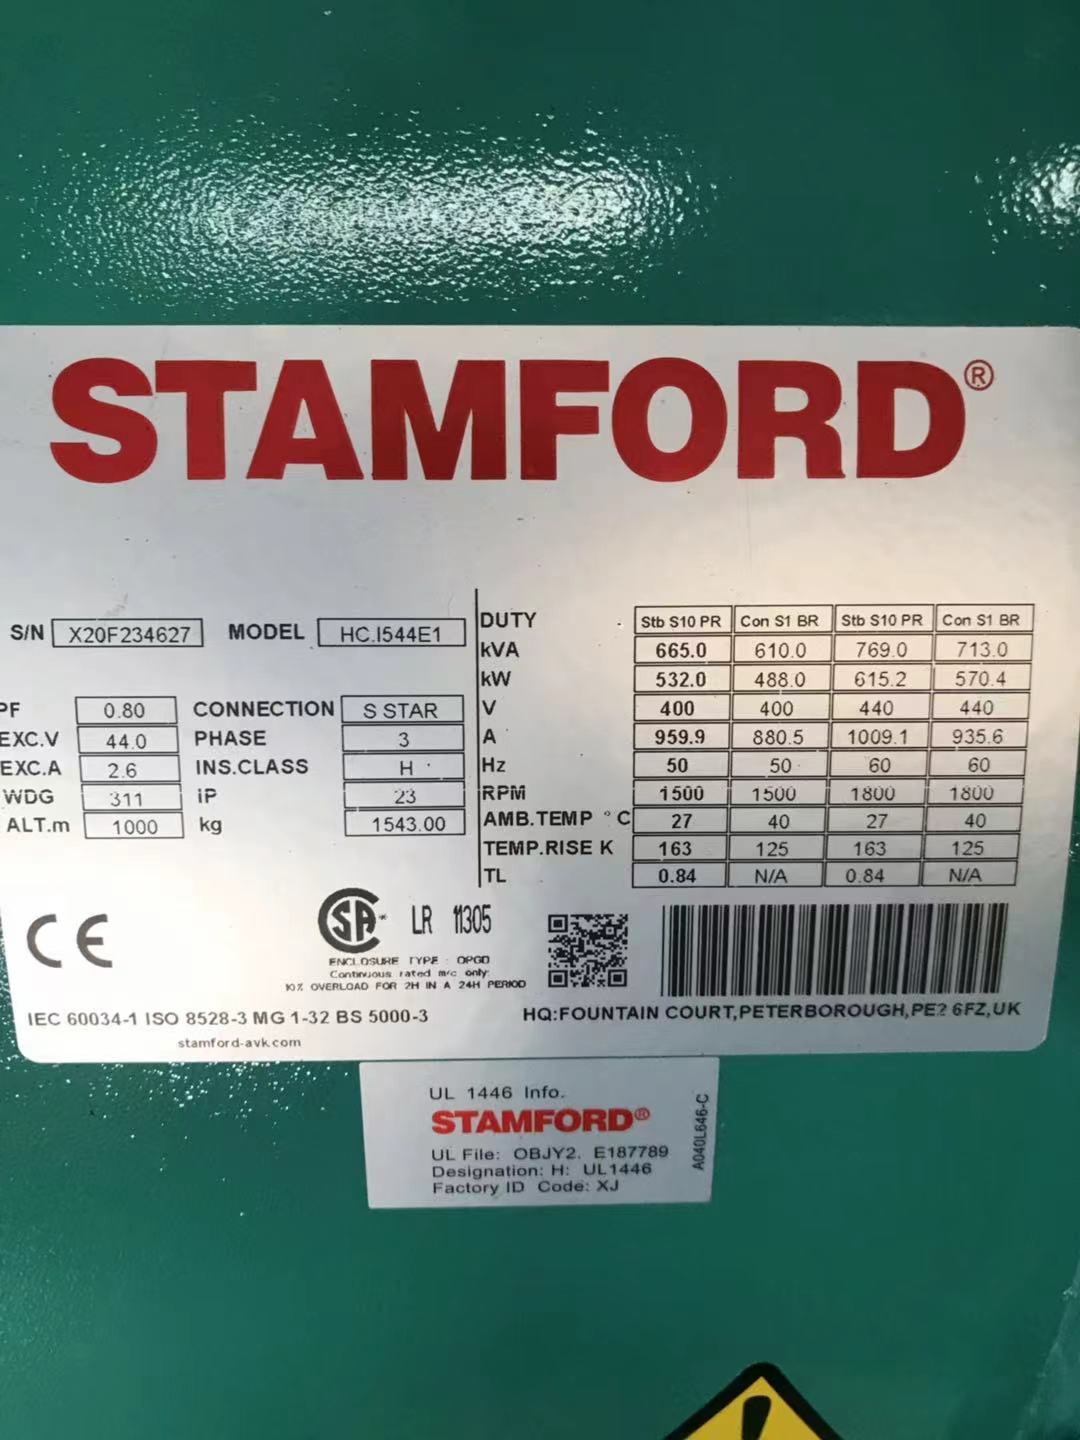 STAMFORD®
S/N X20F234627 MODEL HC.I544E1
PF 0.80 CONNECTION S STAR
EXC.V 44.0 PHASE 3
EXC.A 2.6 INS.CLASS H
WDG 311 iP 23
ALT.m 1000 kg 1543.00
DUTY Stb S10 PR Con S1 BR Stb S10 PR Con S1 BR
kVA 665.0 610.0 769.0 713.0
kW 532.0 488.0 615.2 570.4
V 400 400 440 440
A 959.9 880.5 1009.1 935.6
Hz 50 50 60 60
RPM 1500 1500 1800 1800
AMB.TEMP °C 27 40 27 40
TEMP.RISE K 163 125 163 125
TL 0.84 N/A 0.84 N/A
CE
SA LR 11305
ENCLOSURE TYPE : OPGD
Continuous rated m/c only:
10% OVERLOAD FOR 2H IN A 24H PERIOD
IEC 60034-1 ISO 8528-3 MG 1-32 BS 5000-3
stamford-avk.com
HQ:FOUNTAIN COURT,PETERBOROUGH,PE? 6FZ,UK
UL 1446 Info.
STAMFORD®
UL File: OBJY2. E187789
Designation: H: UL1446
Factory ID Code: XJ
A040L646-C